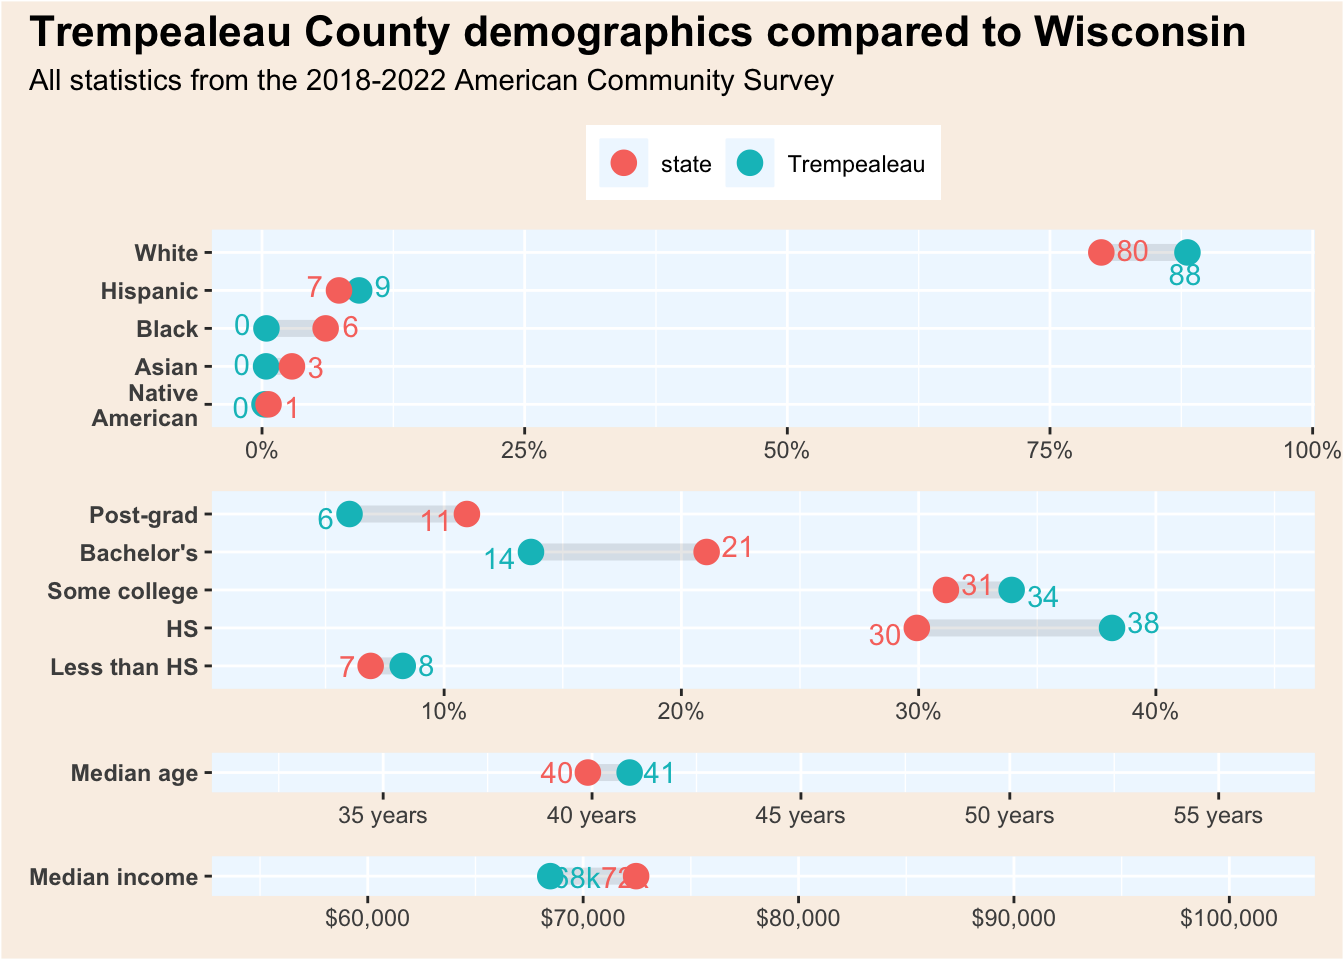 Trempealeau County demographics compared to Wisconsin
All statistics from the 2018-2022 American Community Survey
state Trempealeau
White 80
88
Hispanic 7 9
Black 0 6
Asian 0 3
Native
American 0 1
0% 25% 50% 75% 100%
Post-grad 6 11
Bachelor's 14 21
Some college 31 34
HS 30 38
Less than HS 7 8
10% 20% 30% 40%
Median age 40 41
35 years 40 years 45 years 50 years 55 years
Median income 68k 72k
$60,000 $70,000 $80,000 $90,000 $100,000